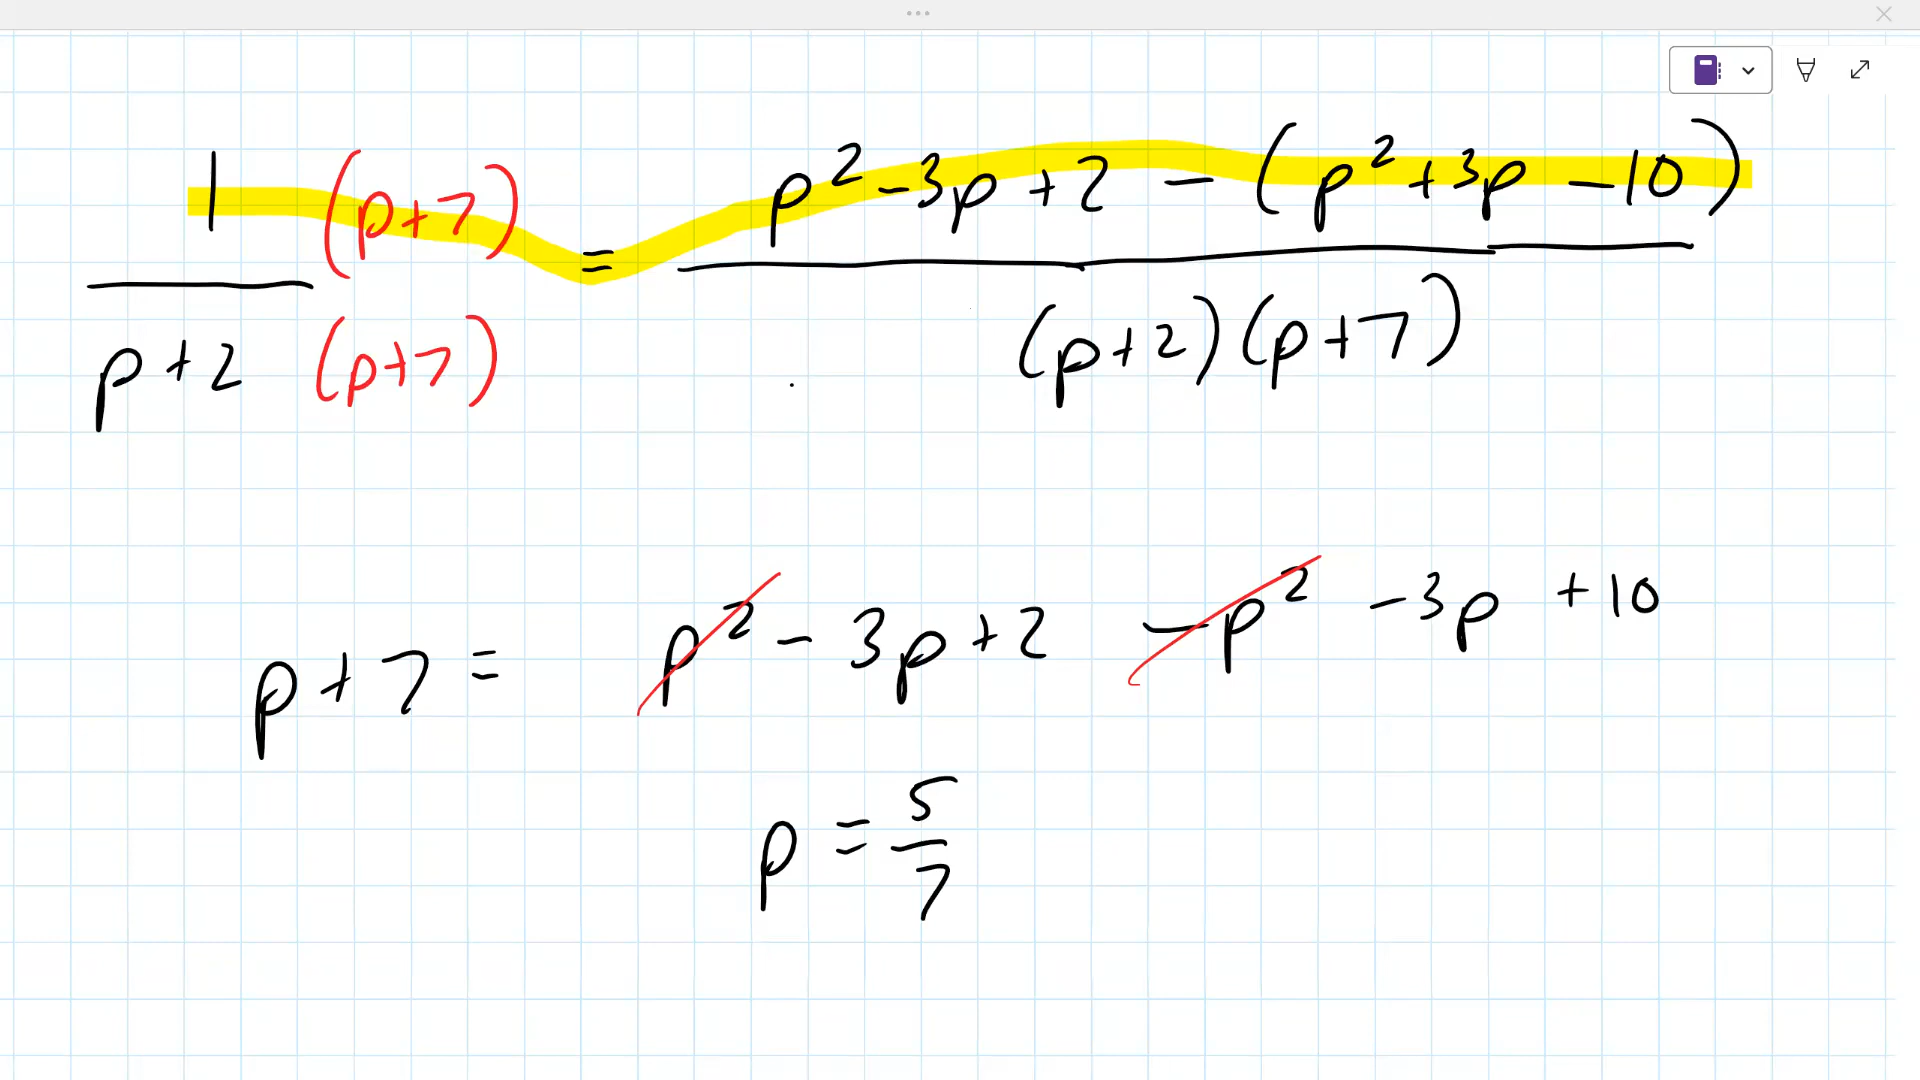 1 (p+7) / p+2 (p+7) = p² -3p +2 - (p² +3p -10) / (p+2)(p+7)
p+7 = p² - 3p +2 -p² -3p +10
p = 5/7